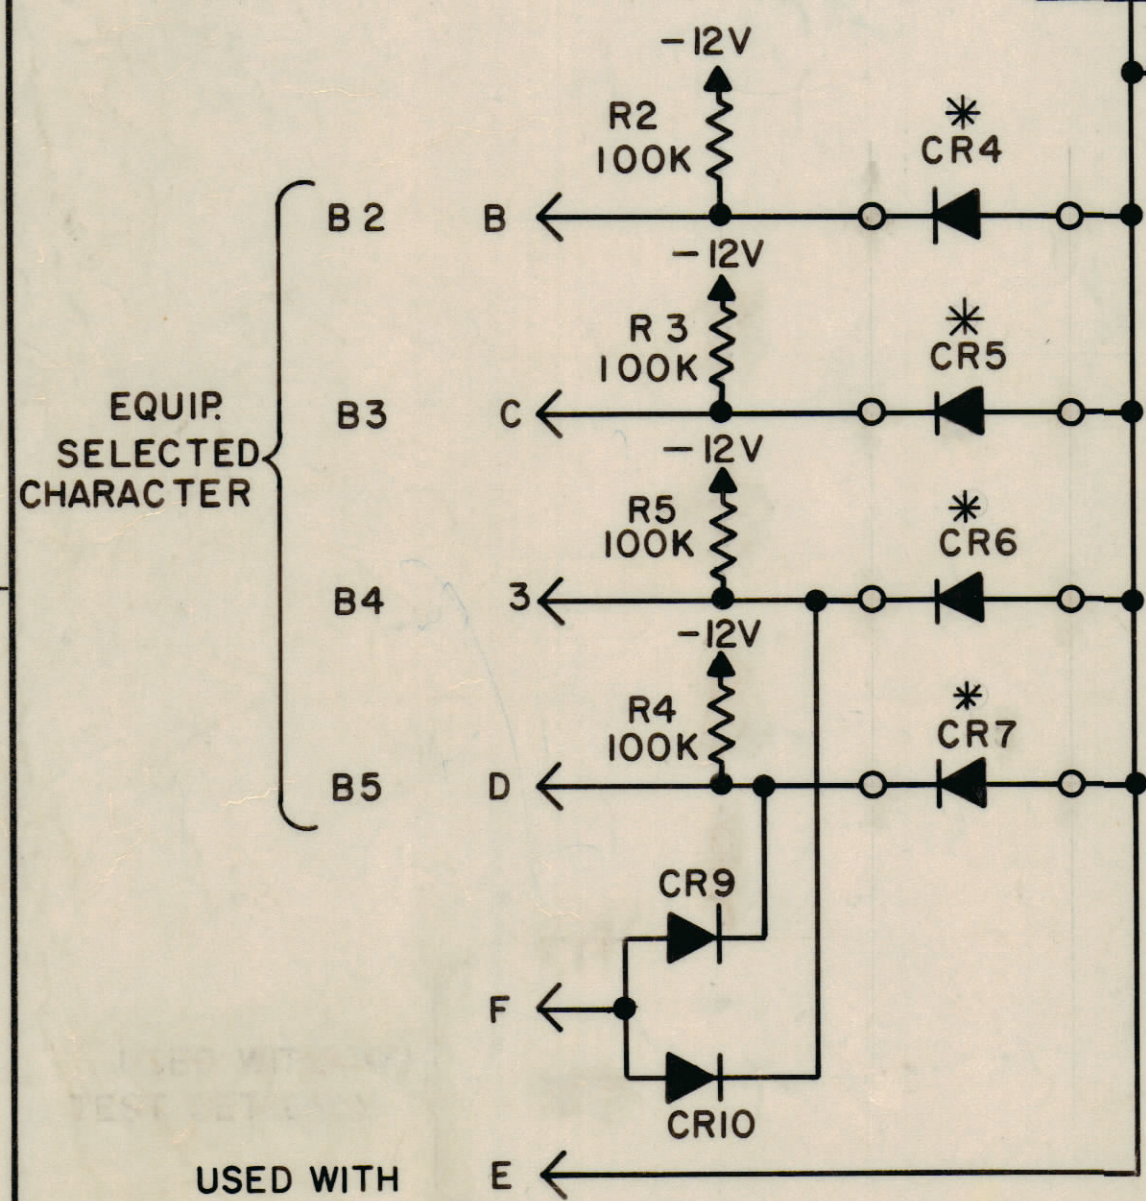 -12V
R2
100K
*
CR4
B2
B
-12V
R3
100K
*
CR5
EQUIP.
SELECTED
CHARACTER
B3
C
-12V
R5
100K
*
CR6
B4
3
-12V
R4
100K
*
CR7
B5
D
CR9
F
CR10
USED WITH
E